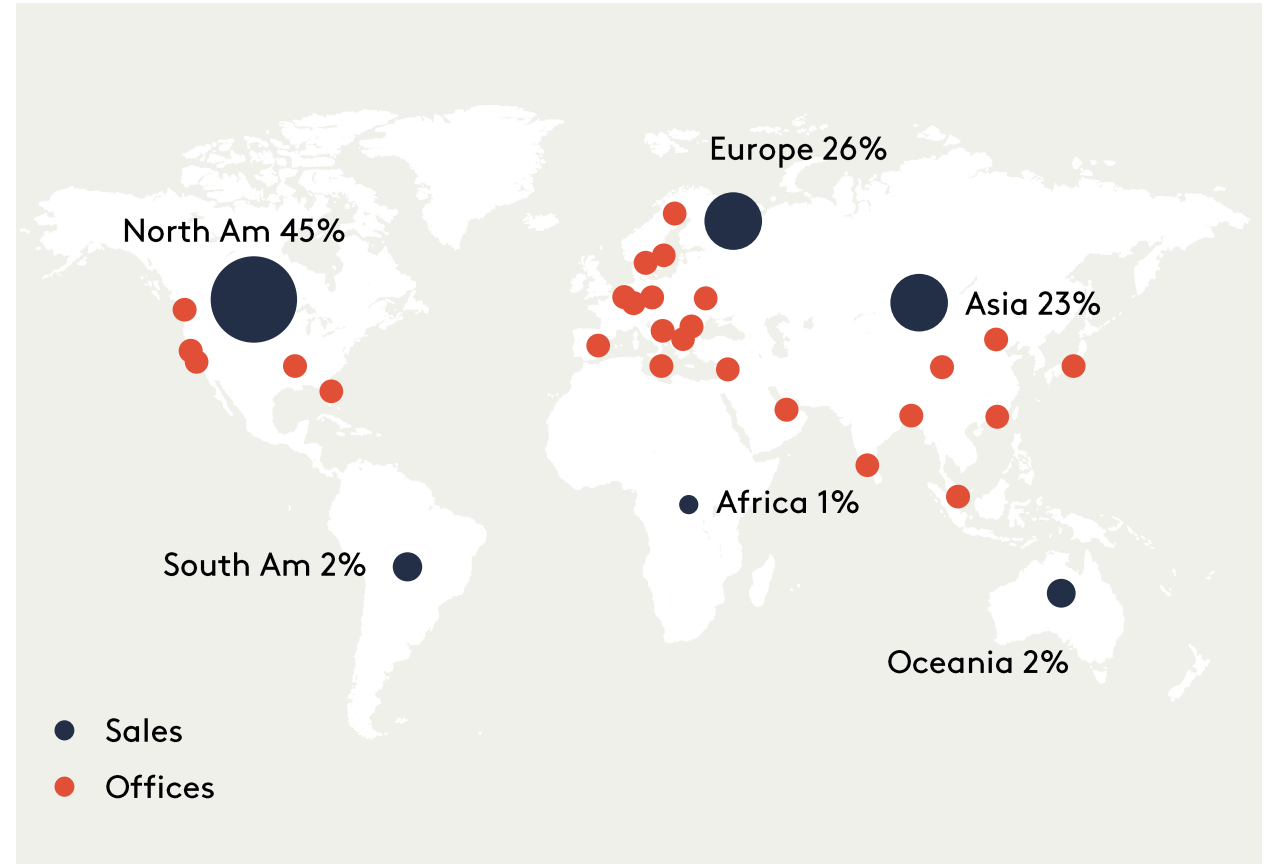 Europe 26%
North Am 45%
Asia 23%
Africa 1%
South Am 2%
Oceania 2%
Sales
Offices